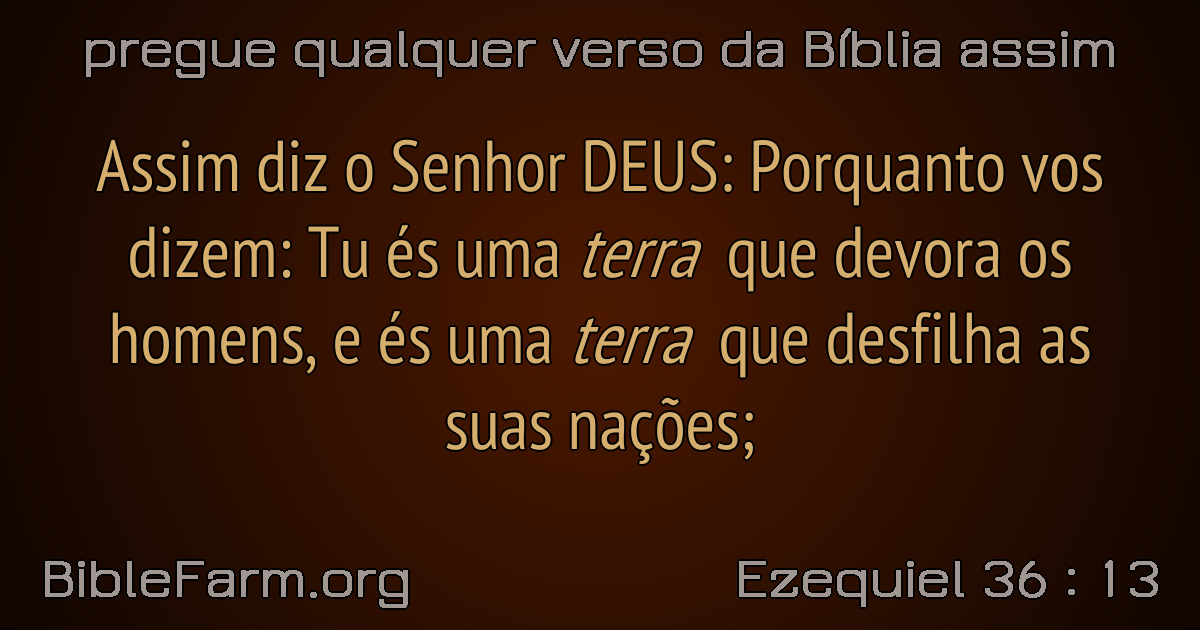 pregue qualquer verso da Bíblia assim
Assim diz o Senhor DEUS: Porquanto vos
dizem: Tu és uma terra que devora os
homens, e és uma terra que desfilha as
suas nações;
BibleFarm.org
Ezequiel 36 : 13